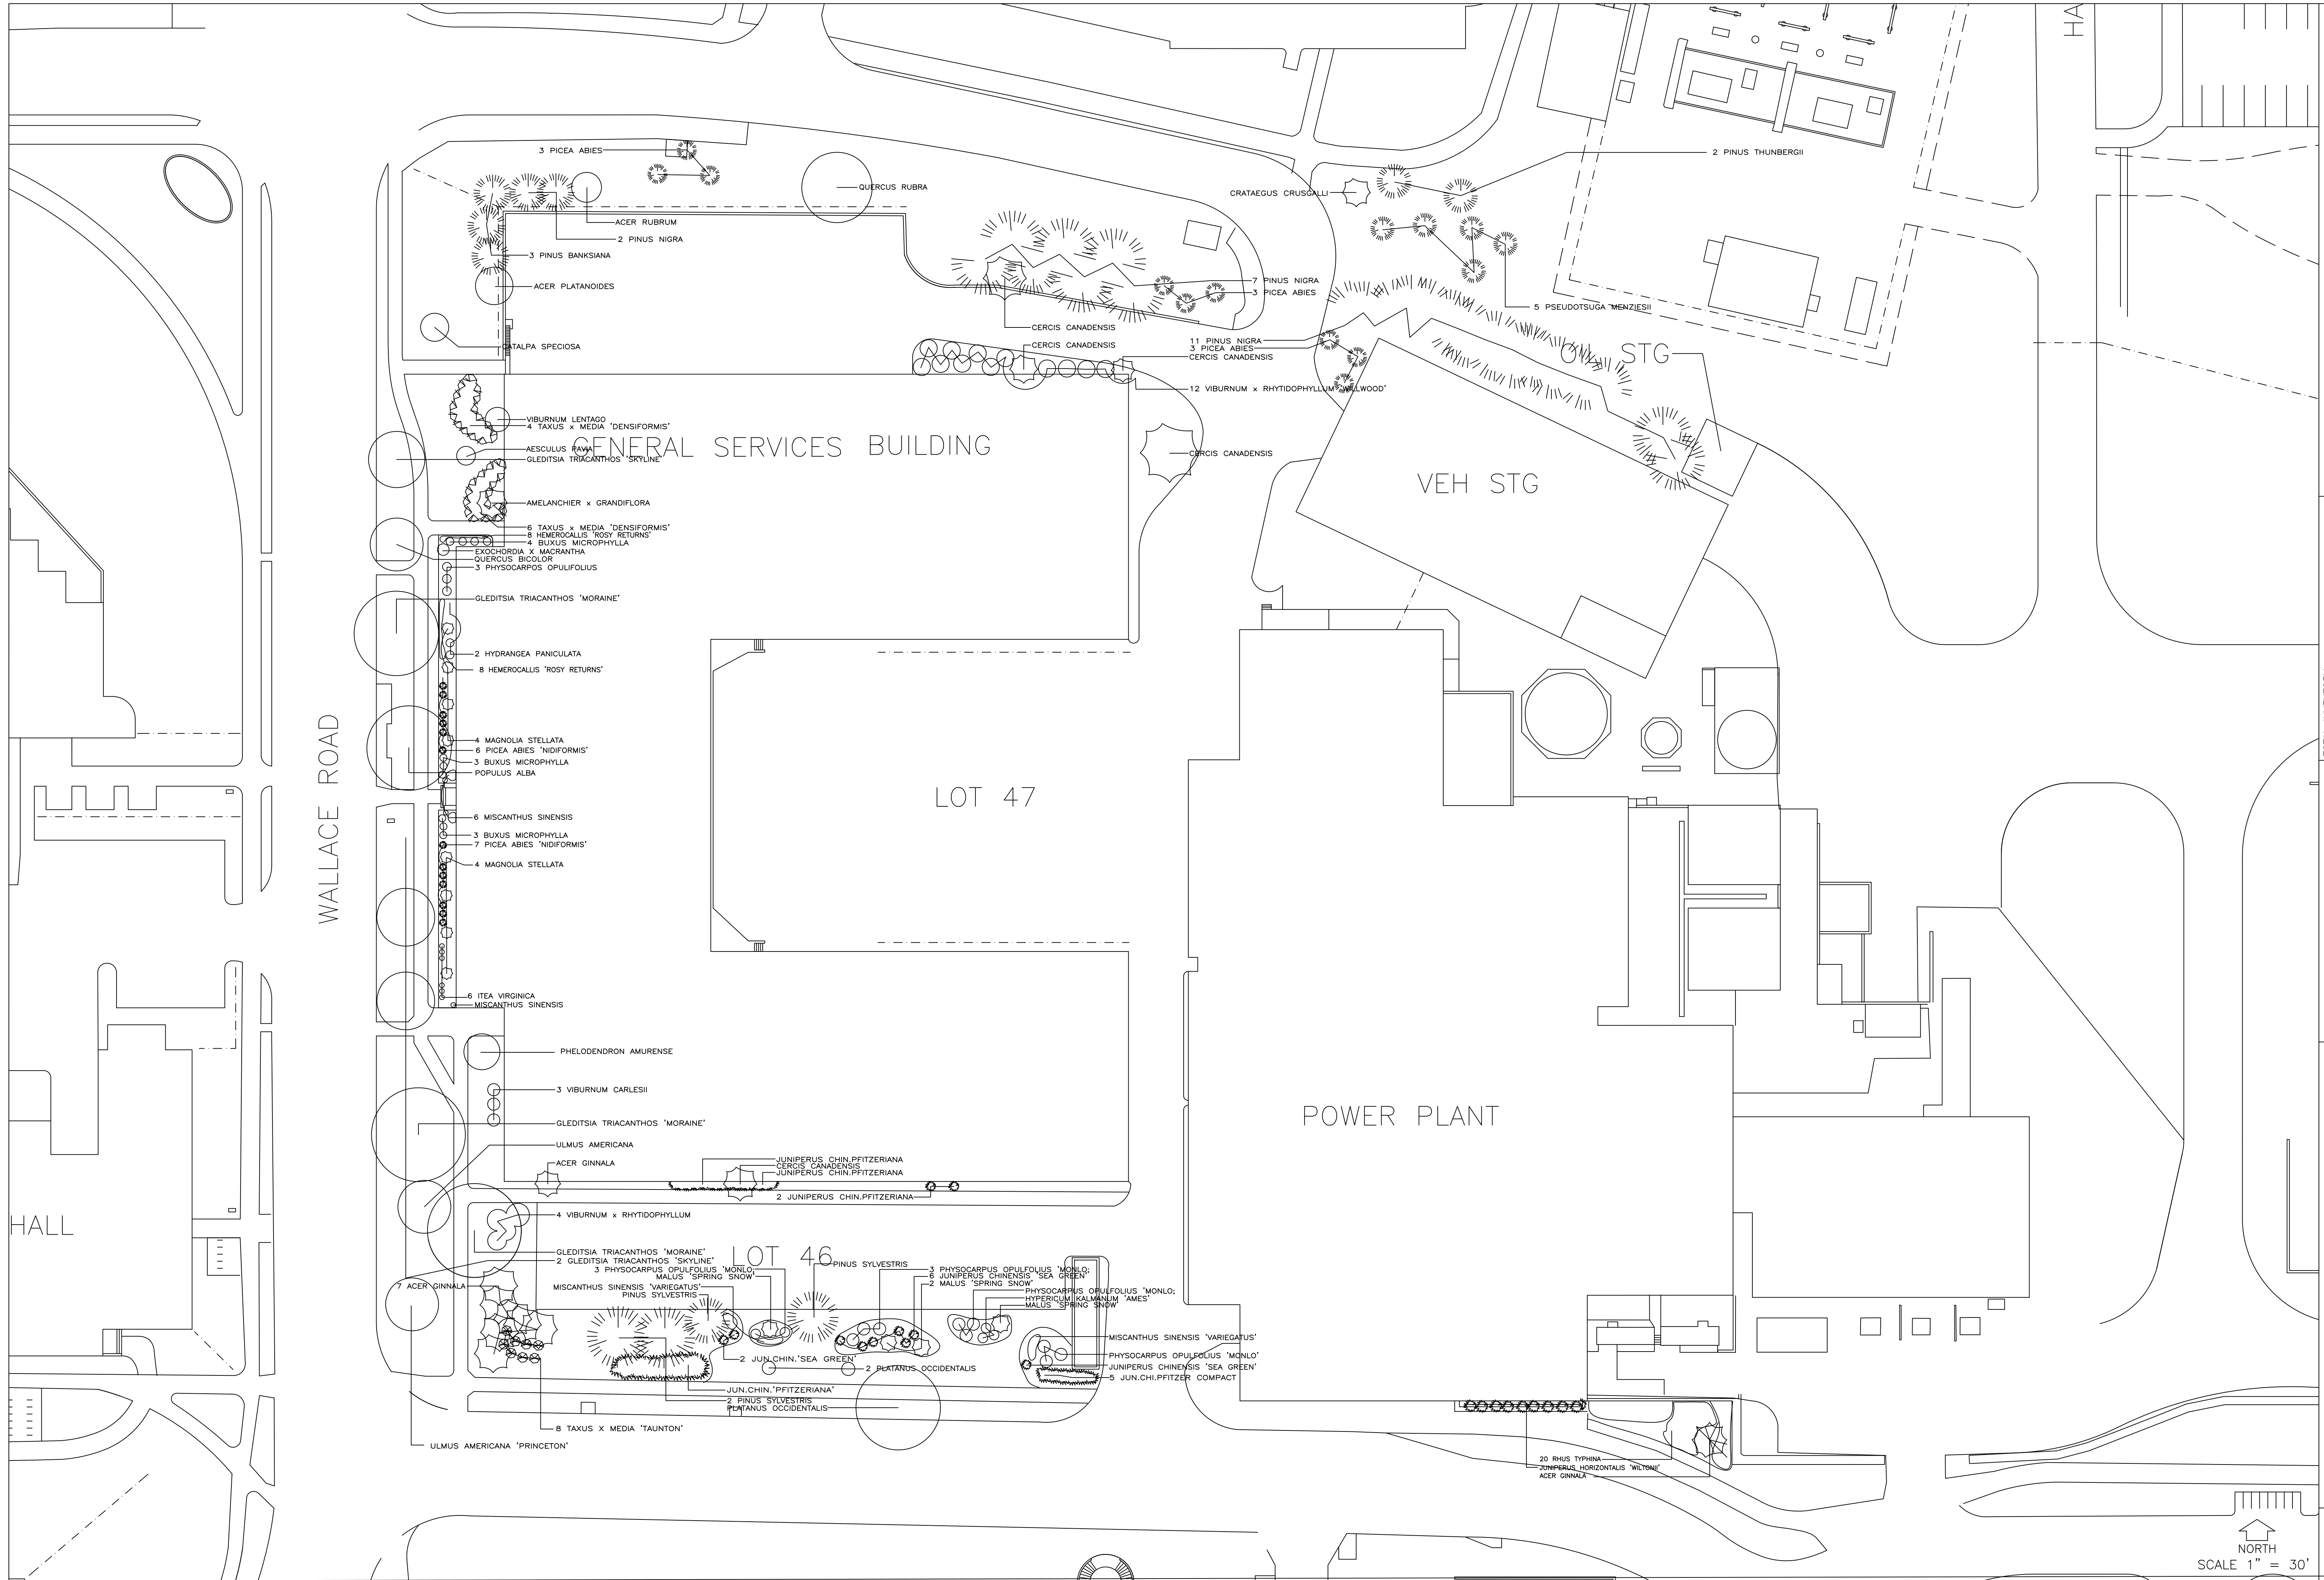 HA
3 PICEA ABIES
2 PINUS THUNBERGII
QUERCUS RUBRA
CRATAEGUS CRUSGALLI
ACER RUBRUM
2 PINUS NIGRA
3 PINUS BANKSIANA
ACER PLATANOIDES
7 PINUS NIGRA
3 PICEA ABIES
5 PSEUDOTSUGA MENZIESII
CERCIS CANADENSIS
CATALPA SPECIOSA
CERCIS CANADENSIS
11 PINUS NIGRA
3 PICEA ABIES
CERCIS CANADENSIS
OIL STG
12 VIBURNUM x RHYTIDOPHYLLUM 'WILLWOOD'
VIBURNUM LENTAGO
4 TAXUS x MEDIA 'DENSIFORMIS'
GENERAL SERVICES BUILDING
AESCULUS PAVIA
GLEDITSIA TRIACANTHOS 'SKYLINE'
CERCIS CANADENSIS
VEH STG
AMELANCHIER x GRANDIFLORA
6 TAXUS x MEDIA 'DENSIFORMIS'
8 HEMEROCALLIS 'ROSY RETURNS'
4 BUXUS MICROPHYLLA
EXOCHORDIA X MACRANTHA
QUERCUS BICOLOR
3 PHYSOCARPOS OPULIFOLIUS
GLEDITSIA TRIACANTHOS 'MORAINE'
2 HYDRANGEA PANICULATA
8 HEMEROCALLIS 'ROSY RETURNS'
WALLACE ROAD
4 MAGNOLIA STELLATA
6 PICEA ABIES 'NIDIFORMIS'
3 BUXUS MICROPHYLLA
POPULUS ALBA
LOT 47
6 MISCANTHUS SINENSIS
3 BUXUS MICROPHYLLA
7 PICEA ABIES 'NIDIFORMIS'
4 MAGNOLIA STELLATA
6 ITEA VIRGINICA
MISCANTHUS SINENSIS
PHELODENDRON AMURENSE
3 VIBURNUM CARLESII
POWER PLANT
GLEDITSIA TRIACANTHOS 'MORAINE'
ULMUS AMERICANA
ACER GINNALA
JUNIPERUS CHIN.PFITZERIANA
CERCIS CANADENSIS
JUNIPERUS CHIN.PFITZERIANA
2 JUNIPERUS CHIN.PFITZERIANA
HALL
4 VIBURNUM x RHYTIDOPHYLLUM
GLEDITSIA TRIACANTHOS 'MORAINE'
2 GLEDITSIA TRIACANTHOS 'SKYLINE'
LOT 46
PINUS SYLVESTRIS
3 PHYSOCARPUS OPULFOLIUS 'MONLO;
MALUS 'SPRING SNOW'
3 PHYSOCARPUS OPULFOLIUS 'MONLO;
6 JUNIPERUS CHINENSIS 'SEA GREEN'
2 MALUS 'SPRING SNOW'
7 ACER GINNALA
MISCANTHUS SINENSIS 'VARIEGATUS'
PINUS SYLVESTRIS
PHYSOCARPUS OPULFOLIUS 'MONLO;
HYPERICUM KALMANUM 'AMES'
MALUS 'SPRING SNOW'
MISCANTHUS SINENSIS 'VARIEGATUS'
PHYSOCARPUS OPULFOLIUS 'MONLO'
JUNIPERUS CHINENSIS 'SEA GREEN'
5 JUN.CHI.PFITZER COMPACT
2 JUN.CHIN.'SEA GREEN'
2 PLATANUS OCCIDENTALIS
JUN.CHIN.'PFITZERIANA'
2 PINUS SYLVESTRIS
PLATANUS OCCIDENTALIS
8 TAXUS X MEDIA 'TAUNTON'
ULMUS AMERICANA 'PRINCETON'
20 RHUS TYPHINA
JUNIPERUS HORIZONTALIS 'WILTONII'
ACER GINNALA
NORTH
SCALE 1" = 30'